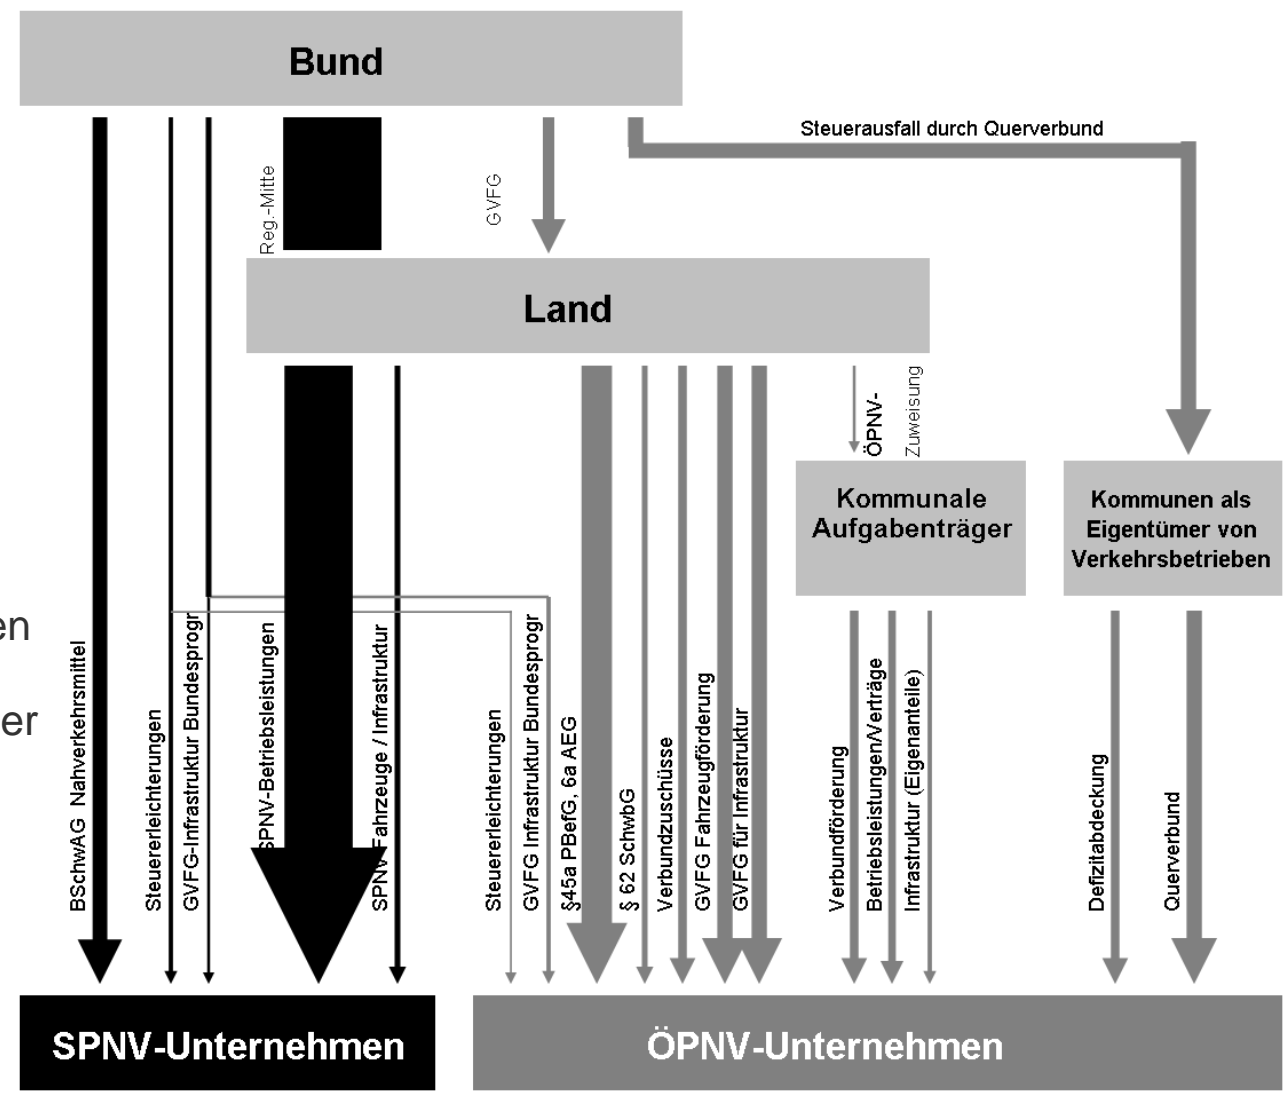 Bund
Steuerausfall durch Querverbund
Reg.-Mitte
GVFG
Land
ÖPNV-
Zuweisung
Kommunale
Aufgabenträger
Kommunen als
Eigentümer von
Verkehrsbetrieben
en
er
BSchwAG Nahverkehrsmittel
Steuererleichterungen
GVFG-Infrastruktur Bundesprogr
SPNV-Betriebsleistungen
SPNV-Fahrzeuge / Infrastruktur
Steuererleichterungen
GVFG Infrastruktur Bundesprogr
§45a PBefG, 6a AEG
§ 62 SchwbG
Verbundzuschüsse
GVFG Fahrzeugförderung
GVFG für Infrastruktur
Verbundförderung
Betriebsleistungen/Verträge
Infrastruktur (Eigenanteile)
Defizitabdeckung
Querverbund
SPNV-Unternehmen
ÖPNV-Unternehmen